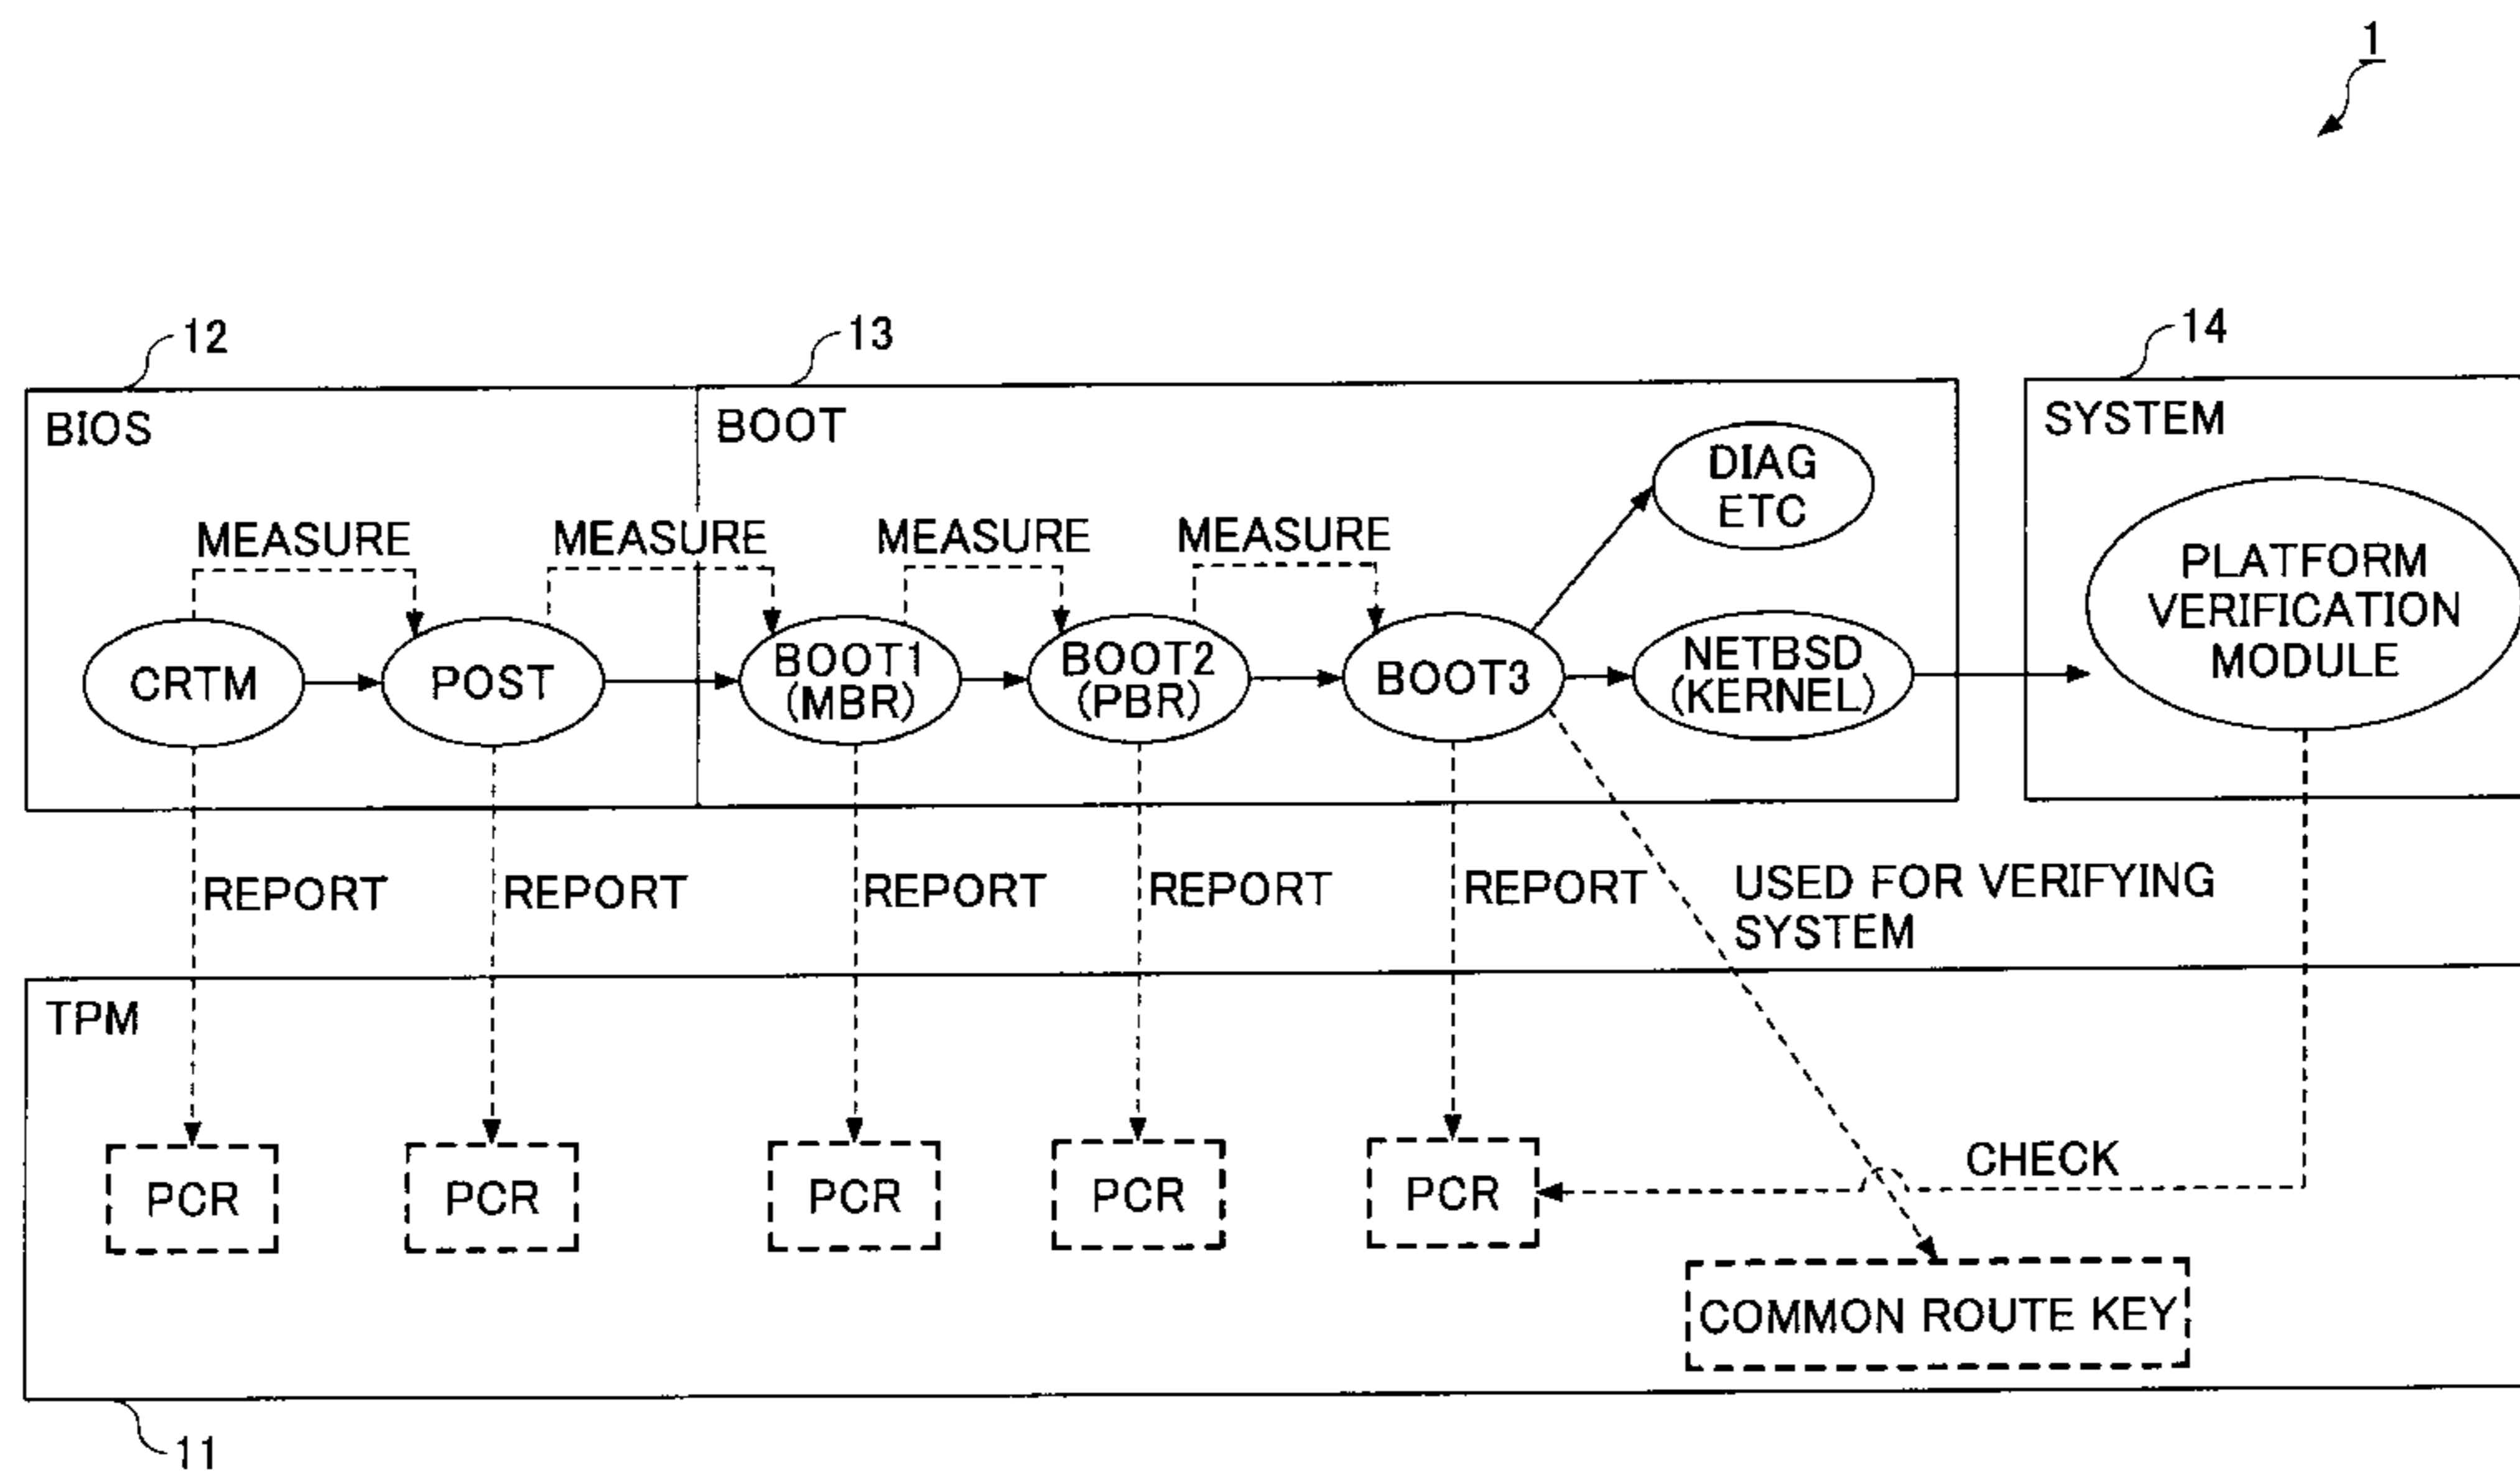 1
12
13
14
BIOS
BOOT
SYSTEM
DIAG
ETC
MEASURE
MEASURE
MEASURE
MEASURE
CRTM
POST
BOOT1
(MBR)
BOOT2
(PBR)
BOOT3
NETBSD
(KERNEL)
PLATFORM
VERIFICATION
MODULE
REPORT
REPORT
REPORT
REPORT
REPORT
USED FOR VERIFYING
SYSTEM
TPM
PCR
PCR
PCR
PCR
PCR
CHECK
COMMON ROUTE KEY
11